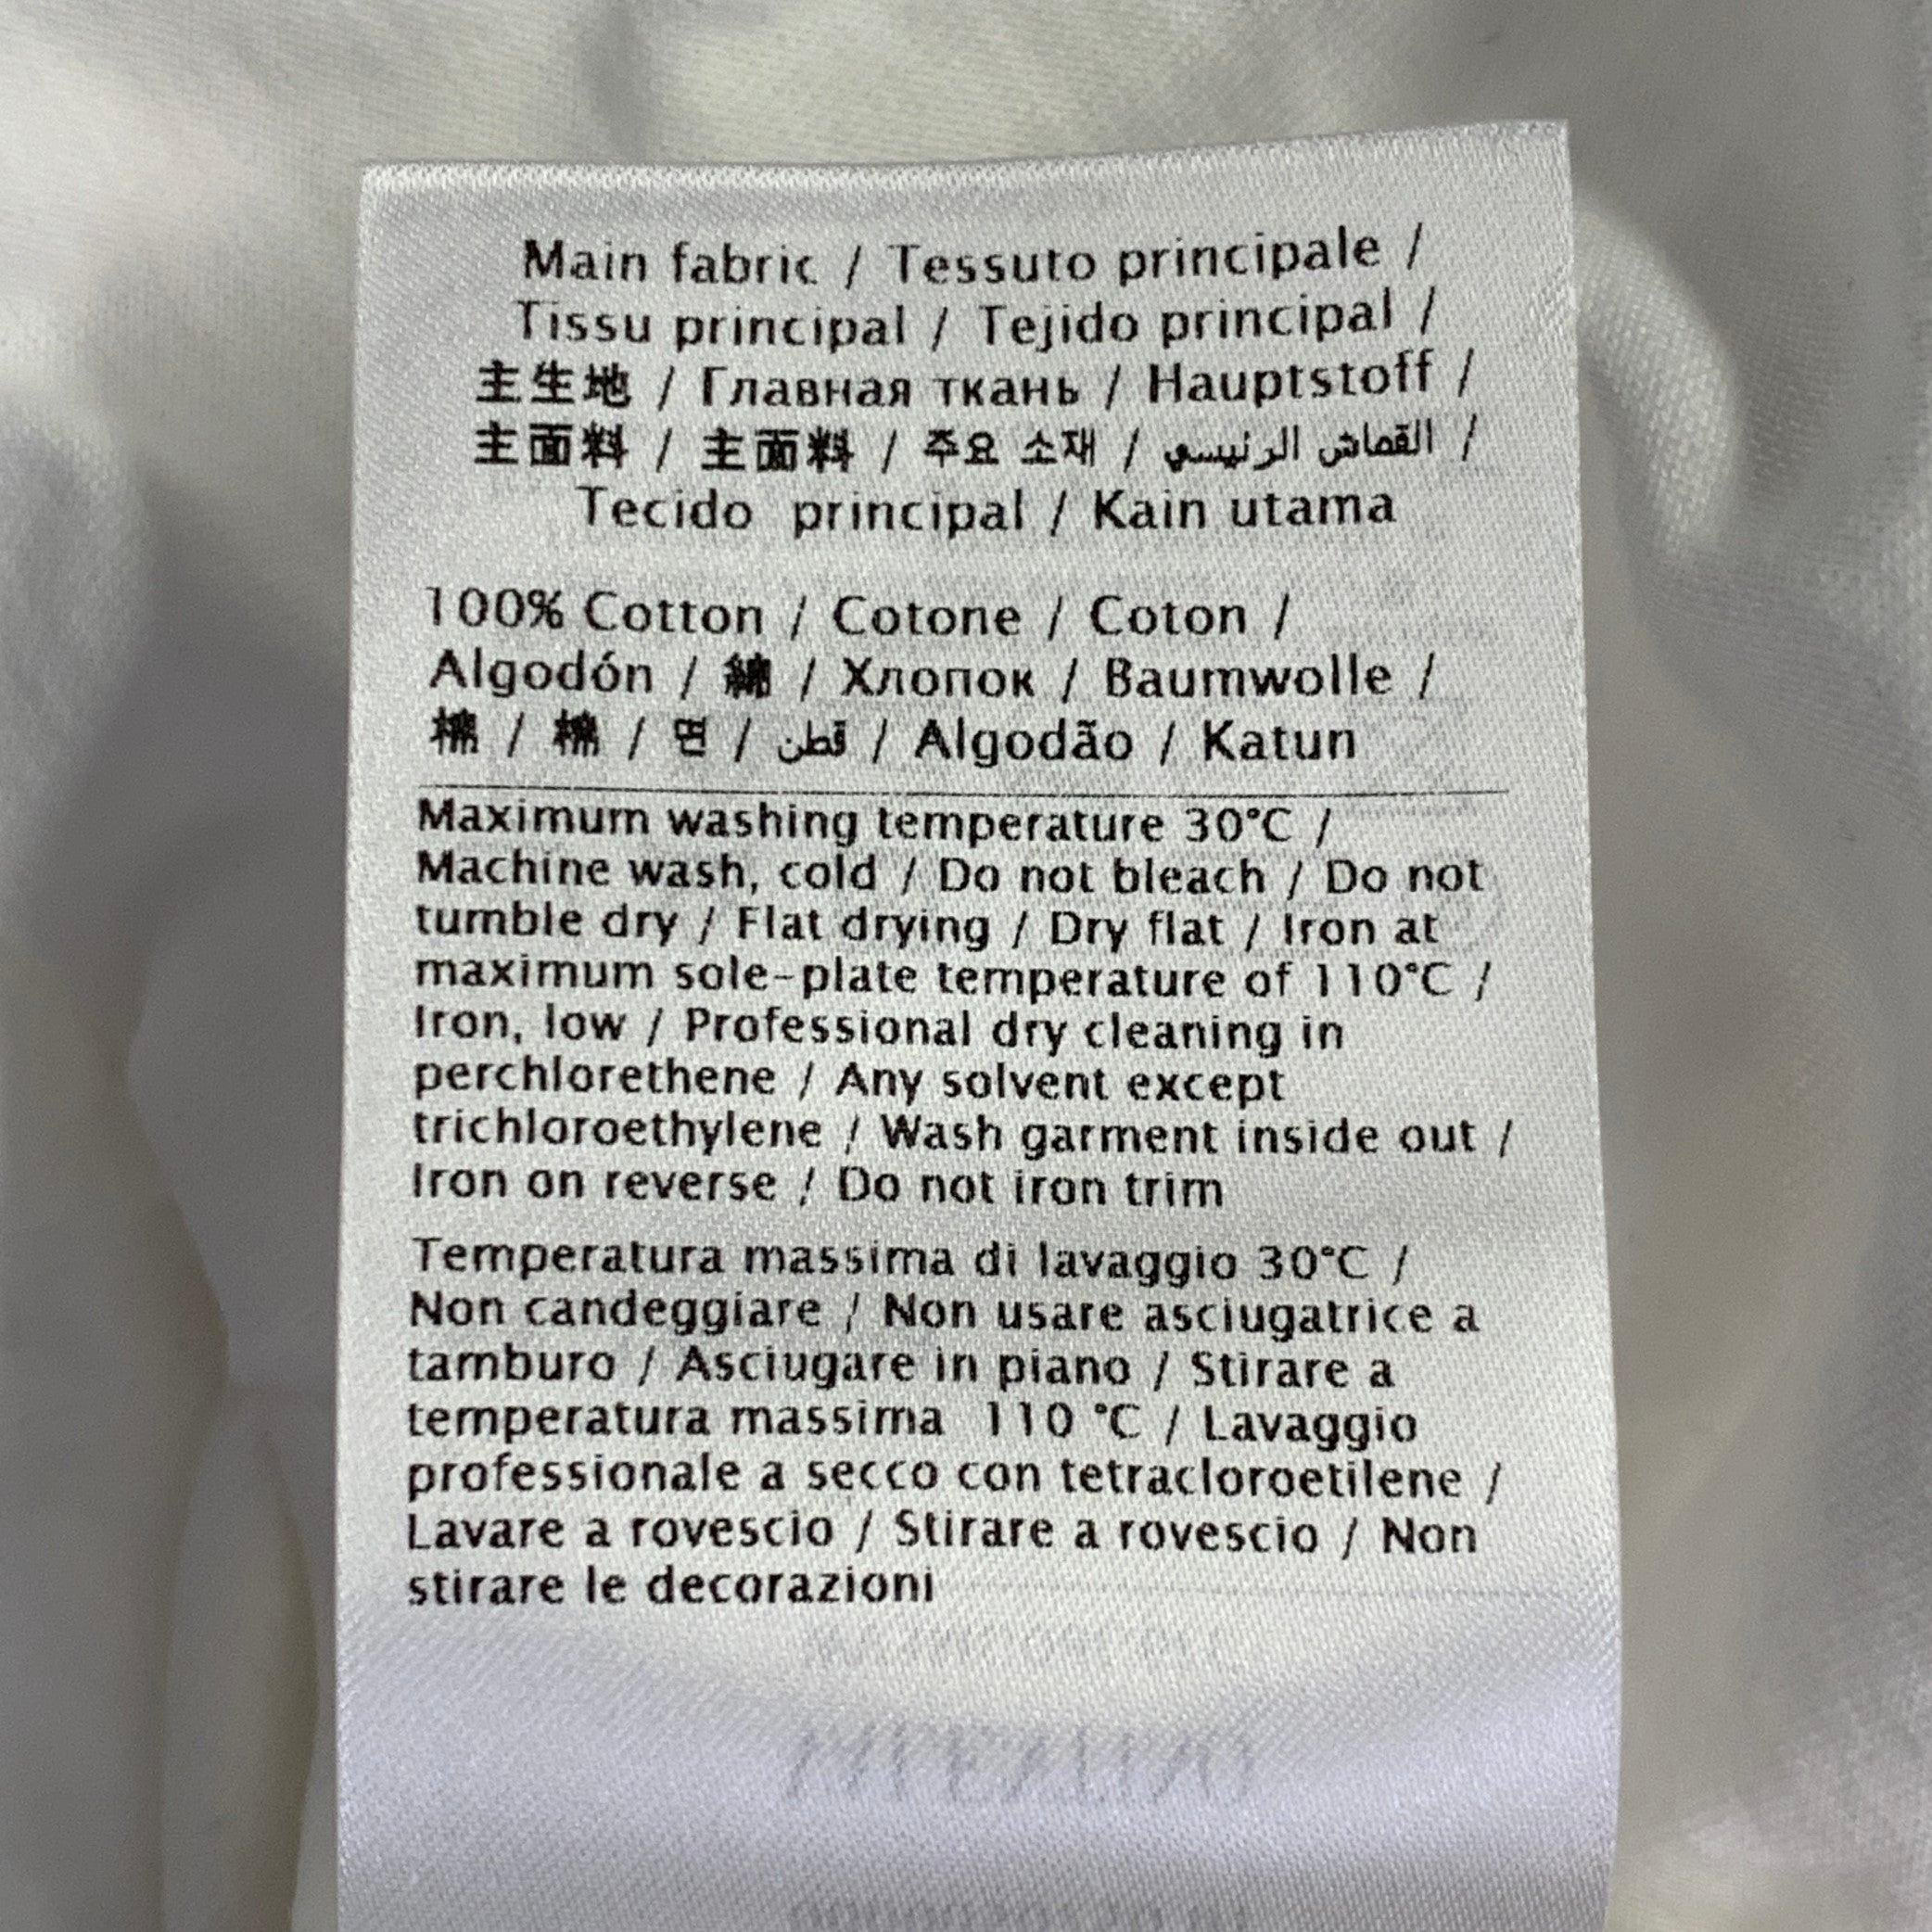 Main fabric / Tessuto principale /
Tissu principal / Tejido principal /
主生地 / Главная ткань / Hauptstoff /
主面料 / 主面料 / 주요 소재 / القماش الرئيسي /
Tecido principal / Kain utama
100% Cotton / Cotone / Coton /
Algodón / 綿 / Хлопок / Baumwolle /
棉 / 棉 / 면 / قطن / Algodão / Katun
Maximum washing temperature 30°C /
Machine wash, cold / Do not bleach / Do not
tumble dry / Flat drying / Dry flat / Iron at
maximum sole-plate temperature of 110°C /
Iron, low / Professional dry cleaning in
perchlorethene / Any solvent except
trichloroethylene / Wash garment inside out /
Iron on reverse / Do not iron trim
Temperatura massima di lavaggio 30°C /
Non candeggiare / Non usare asciugatrice a
tamburo / Asciugare in piano / Stirare a
temperatura massima 110 °C / Lavaggio
professionale a secco con tetracloroetilene /
Lavare a rovescio / Stirare a rovescio / Non
stirare le decorazioni